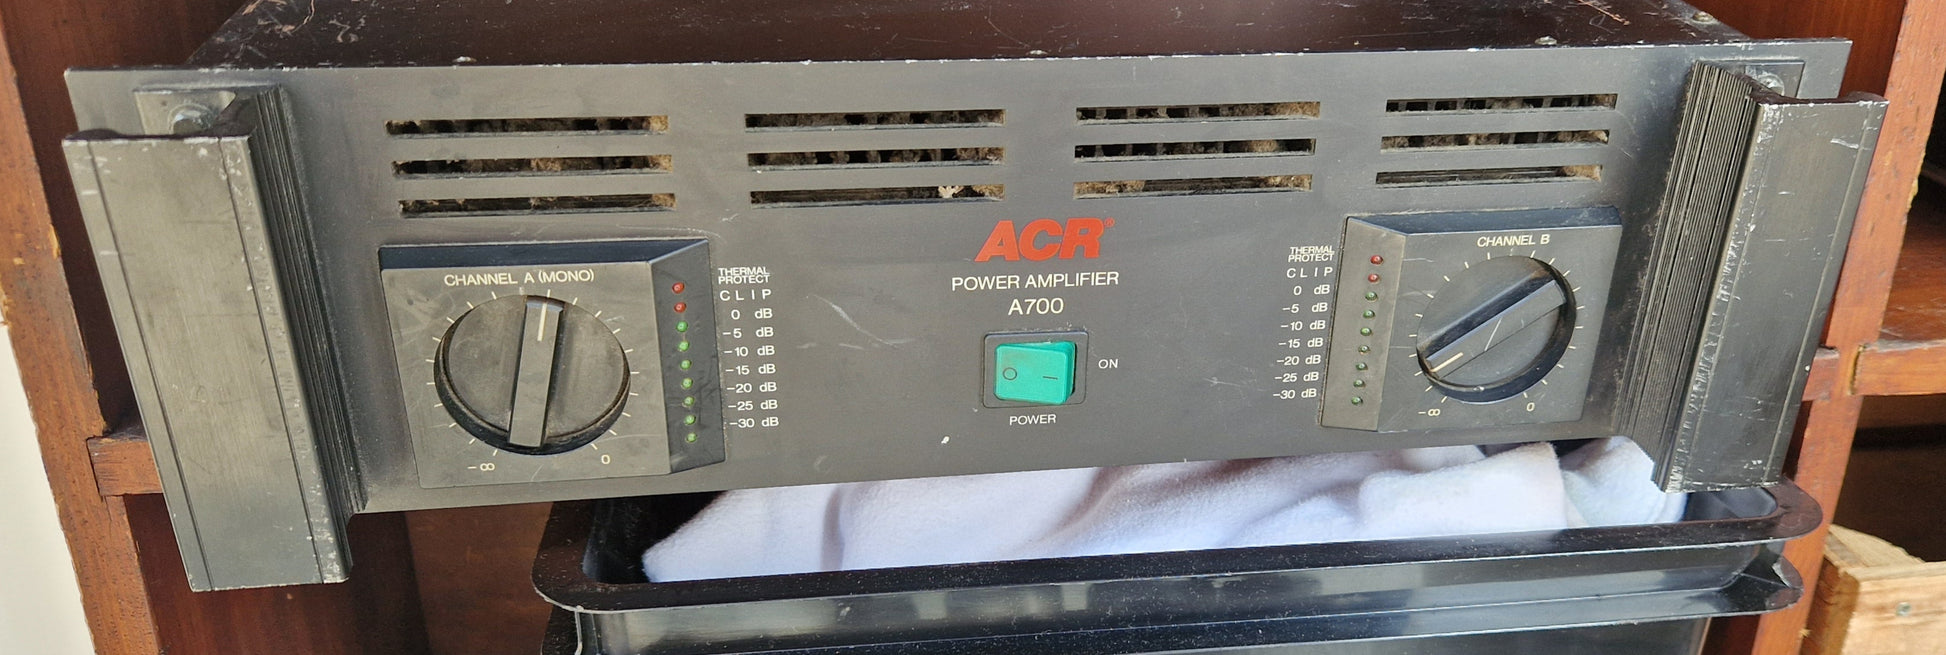 CHANNEL A (MONO)
-∞
0
THERMAL
PROTECT
CLIP
0 dB
-5 dB
-10 dB
-15 dB
-20 dB
-25 dB
-30 dB
ACR®
POWER AMPLIFIER
A700
ON
POWER
THERMAL
PROTECT
CLIP
0 dB
-5 dB
-10 dB
-15 dB
-20 dB
-25 dB
-30 dB
CHANNEL B
-∞
0